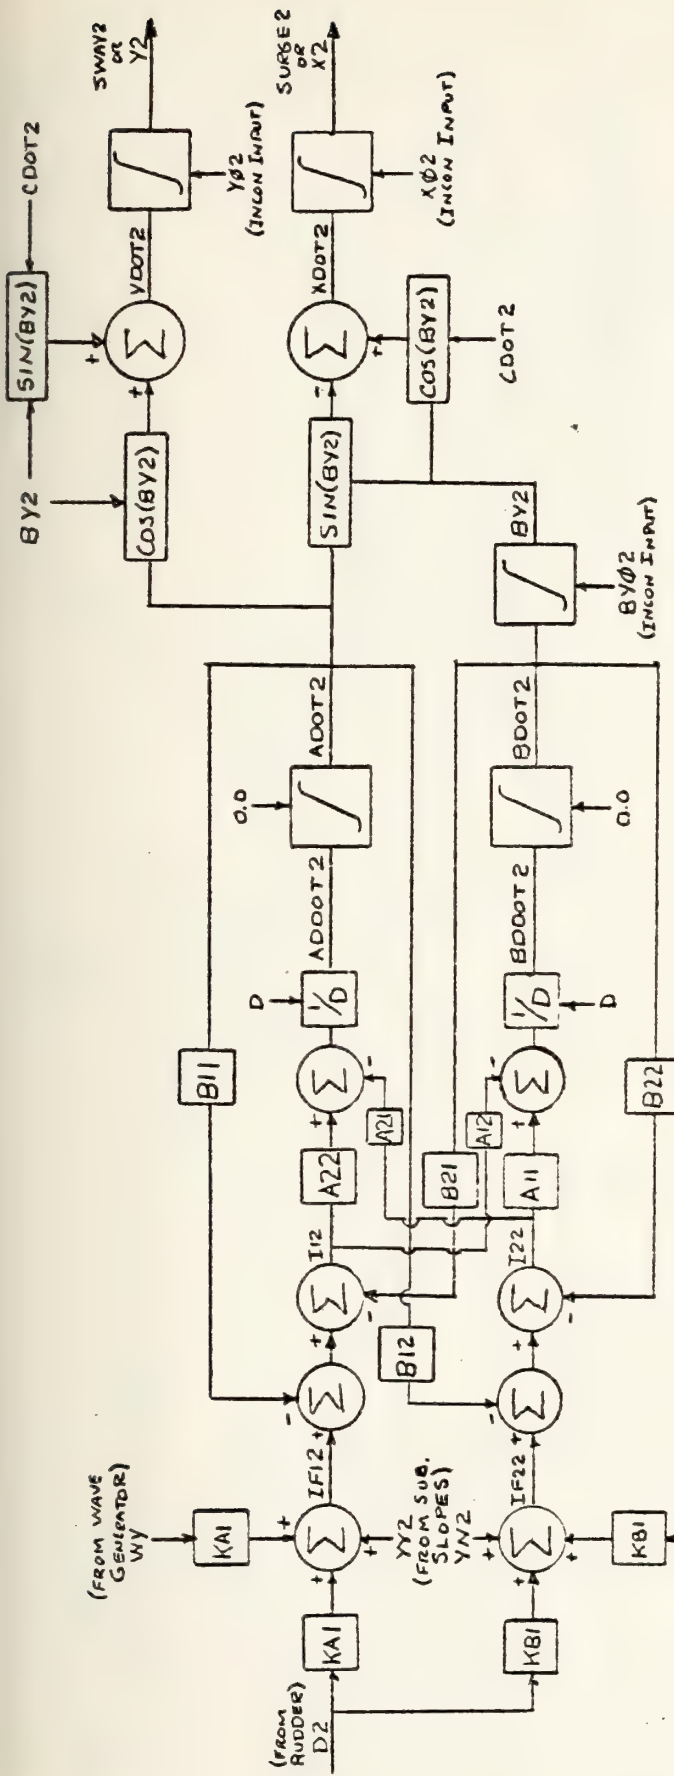 (FROM WAVE
GENERATOR)
WY
KA1
(FROM
RUDDER)
D2
KA1
KB1
Σ
YY2
(FROM SUB.
SLOPES)
YN2
Σ
KB1
IF12
IF22
Σ
Σ
B12
Σ
Σ
I12
I22
B11
A22
A21
B21
A12
A11
B22
Σ
Σ
D
1/D
1/D
D
ADDOT2
BDDOT2
0.0
∫
∫
0.0
ADOT2
BDOT2
∫
BYØ2
(INCON INPUT)
BY2
BY2
COS(BY2)
SIN(BY2)
CDOT2
SIN(BY2)
COS(BY2)
CDOT2
Σ
Σ
YDOT2
XDOT2
∫
YØ2
(INCON INPUT)
∫
XØ2
(INCON INPUT)
SWAY2
OR
Y2
SURGE2
OR
X2